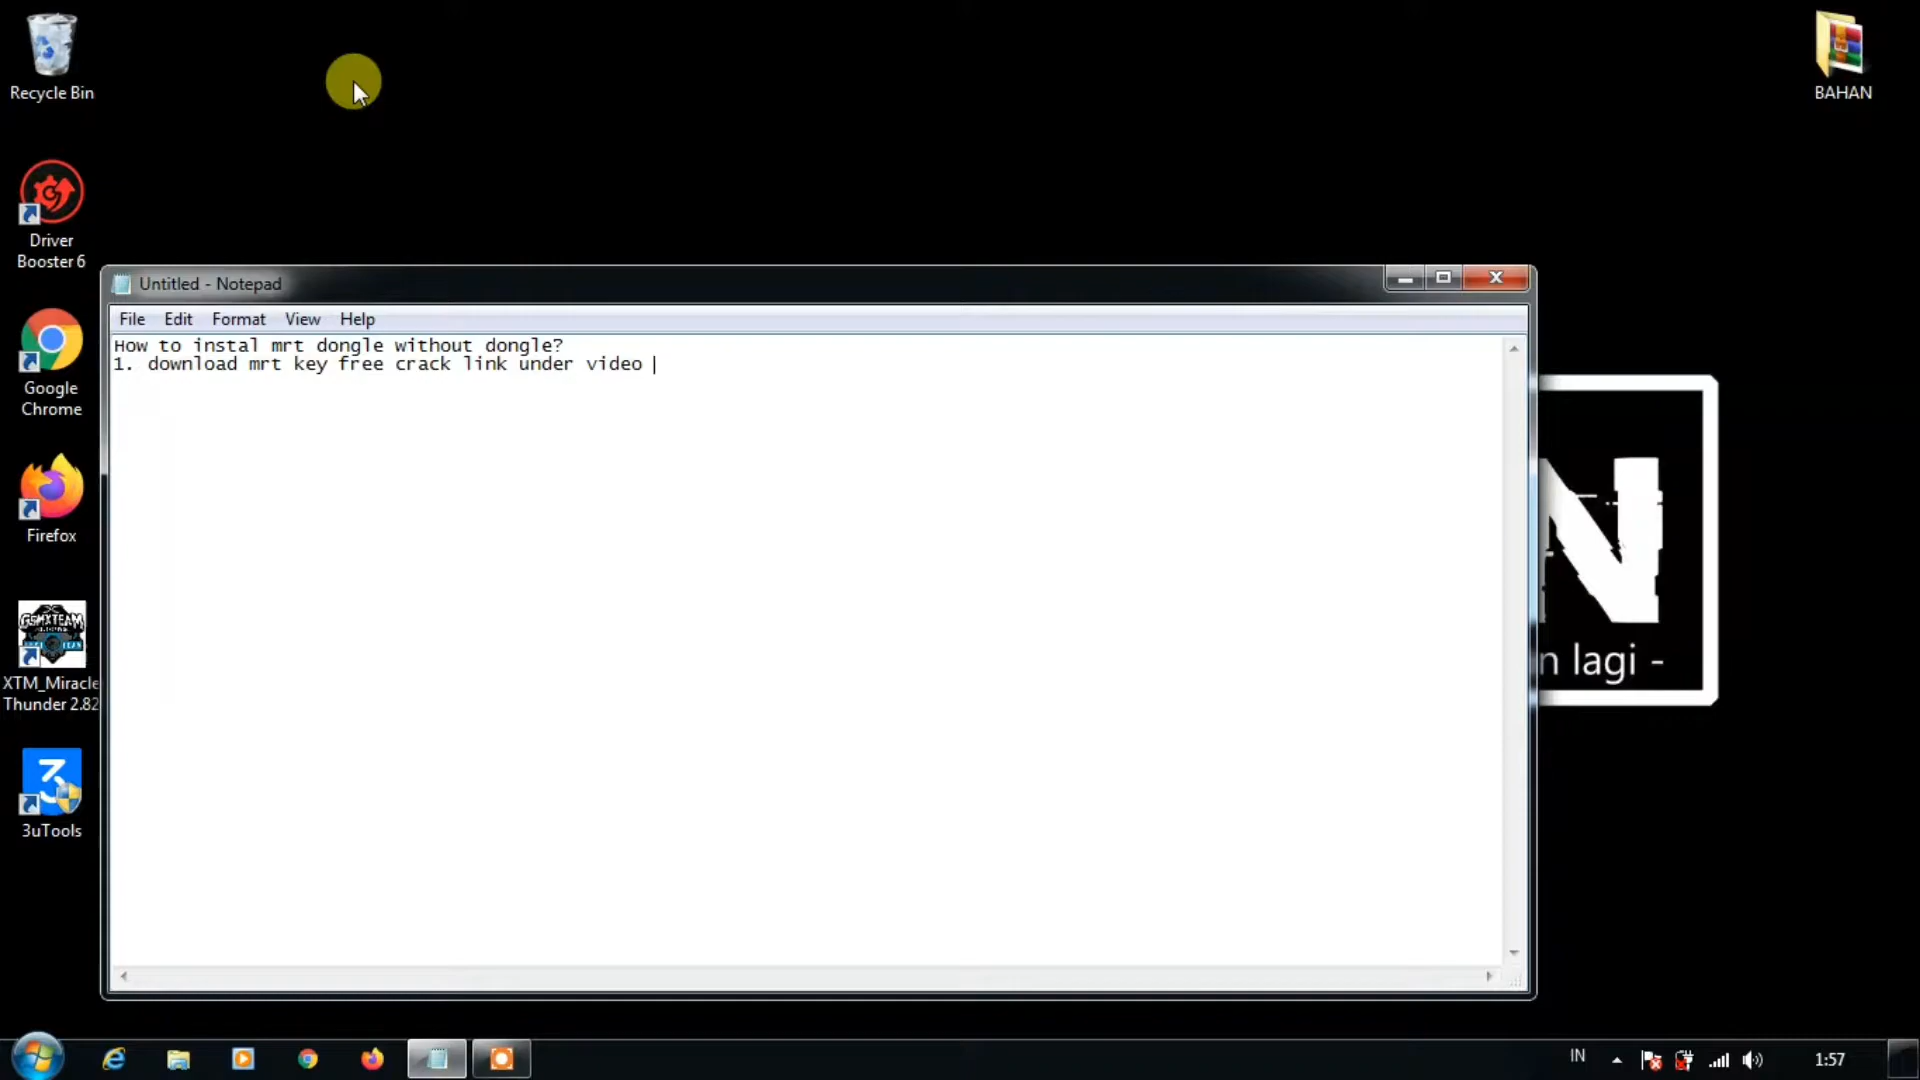 Recycle Bin
BAHAN
Driver
Booster 6
Untitled - Notepad
File Edit Format View Help
How to instal mrt dongle without dongle?
1. download mrt key free crack link under video
Google
Chrome
Firefox
N
n lagi -
GSMXTEAM
XTM_Miracle
Thunder 2.82
3uTools
IN
1:57